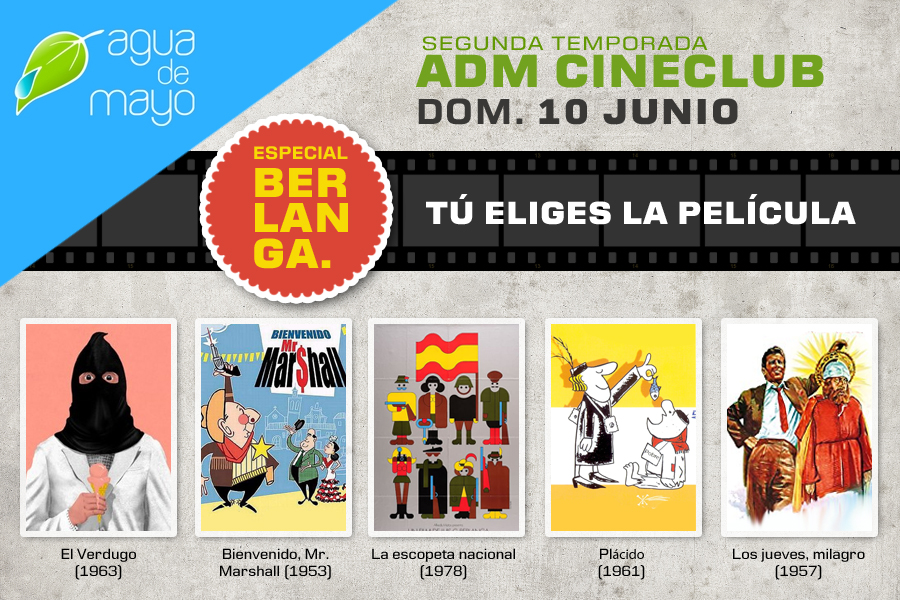 agua
de
mayo
SEGUNDA TEMPORADA
ADM CINECLUB
DOM. 10 JUNIO
ESPECIAL
BER
LAN
GA.
TÚ ELIGES LA PELÍCULA
BIENVENIDO
Mr
Mar$hall
El Verdugo
(1963)
Bienvenido, Mr.
Marshall (1953)
La escopeta nacional
(1978)
Plácido
(1961)
Los jueves, milagro
(1957)